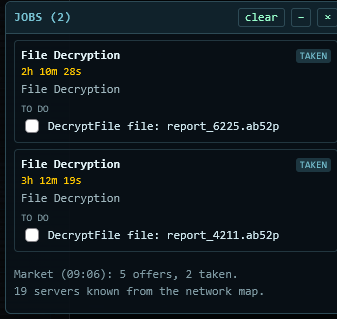 JOBS (2) clear – ×
File Decryption TAKEN
2h 10m 28s
File Decryption
TO DO
DecryptFile file: report_6225.ab52p
File Decryption TAKEN
3h 12m 19s
File Decryption
TO DO
DecryptFile file: report_4211.ab52p
Market (09:06): 5 offers, 2 taken.
19 servers known from the network map.